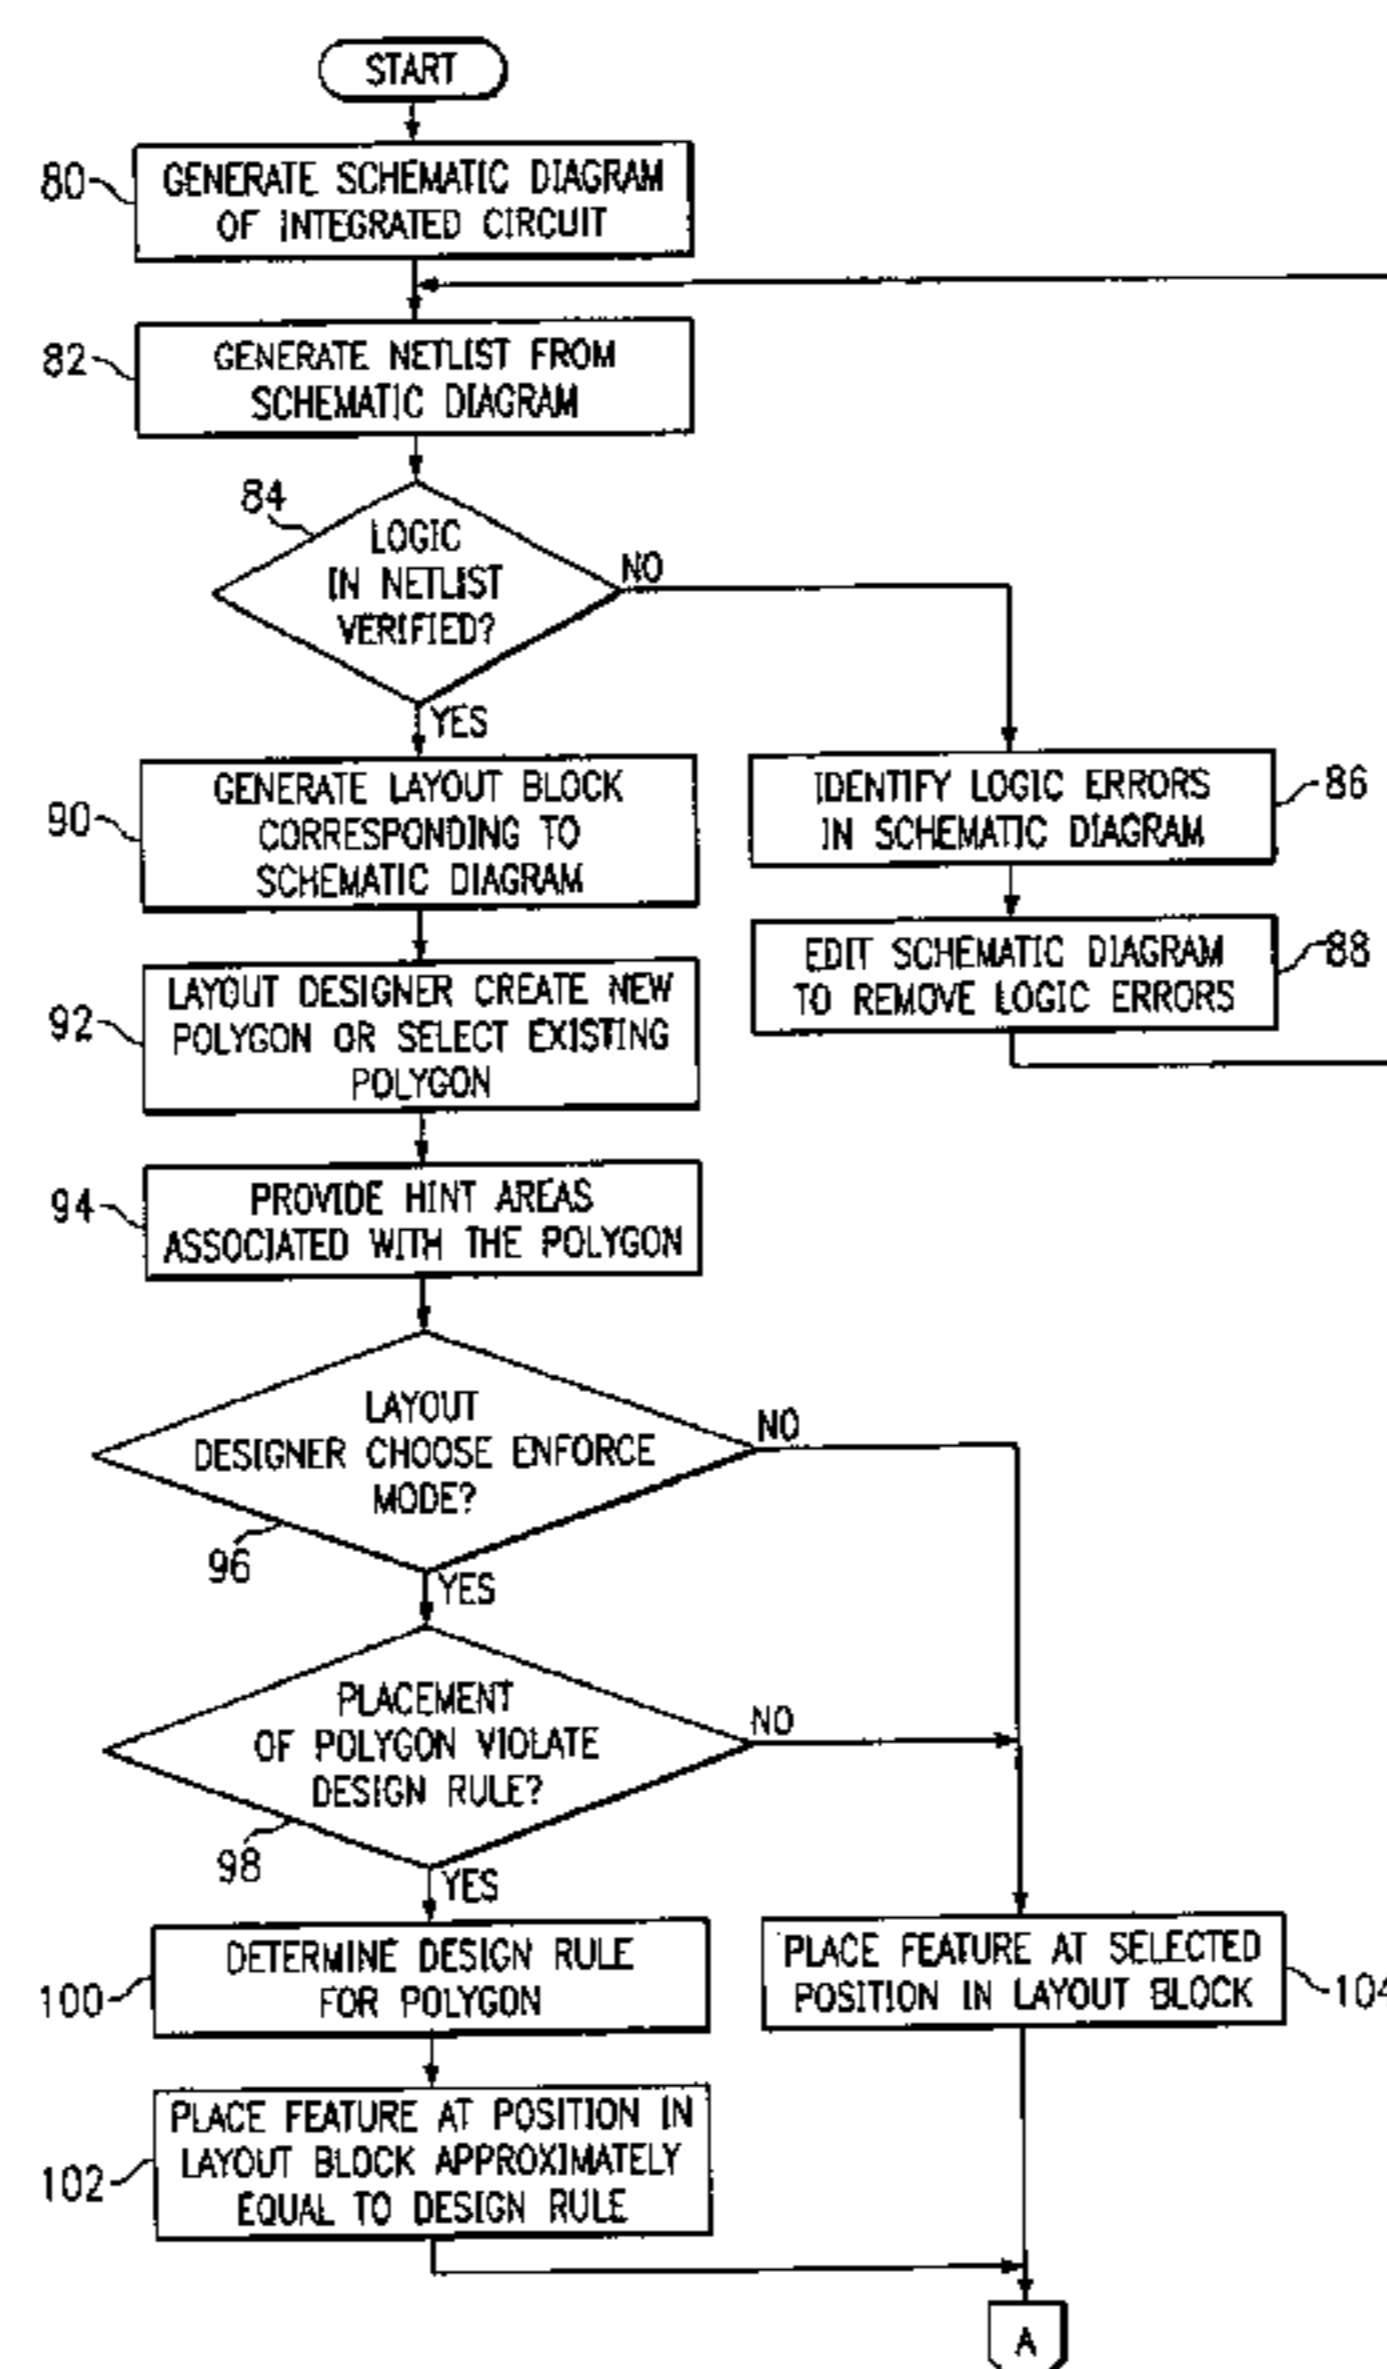 START
80
GENERATE SCHEMATIC DIAGRAM
OF INTEGRATED CIRCUIT
82
GENERATE NETLIST FROM
SCHEMATIC DIAGRAM
84
LOGIC
IN NETLIST
VERIFIED?
NO
YES
90
GENERATE LAYOUT BLOCK
CORRESPONDING TO
SCHEMATIC DIAGRAM
IDENTIFY LOGIC ERRORS
IN SCHEMATIC DIAGRAM
86
EDIT SCHEMATIC DIAGRAM
TO REMOVE LOGIC ERRORS
88
92
LAYOUT DESIGNER CREATE NEW
POLYGON OR SELECT EXISTING
POLYGON
94
PROVIDE HINT AREAS
ASSOCIATED WITH THE POLYGON
LAYOUT
DESIGNER CHOOSE ENFORCE
MODE?
NO
96
YES
PLACEMENT
OF POLYGON VIOLATE
DESIGN RULE?
NO
98
YES
100
DETERMINE DESIGN RULE
FOR POLYGON
PLACE FEATURE AT SELECTED
POSITION IN LAYOUT BLOCK
104
102
PLACE FEATURE AT POSITION IN
LAYOUT BLOCK APPROXIMATELY
EQUAL TO DESIGN RULE
A